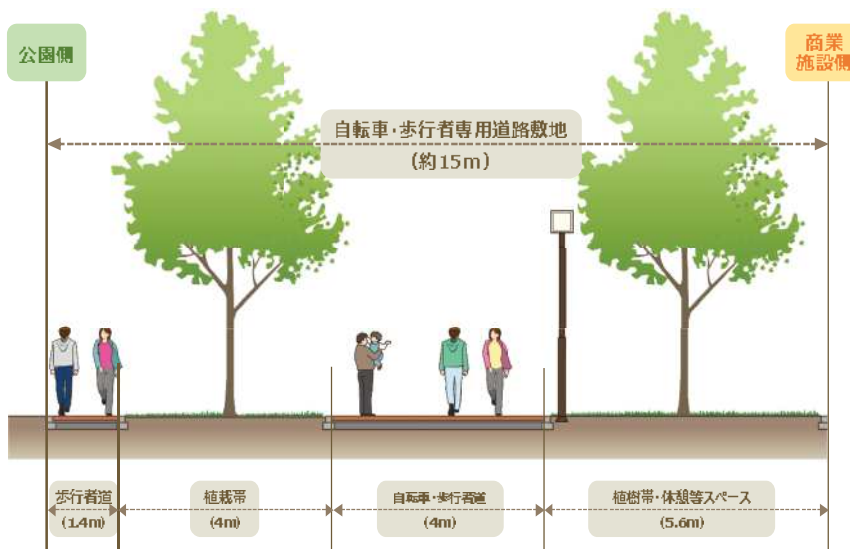 公園側
商業
施設側
自転車・歩行者専用道路敷地
(約15m)
歩行者道
(1.4m)
植栽帯
(4m)
自転車・歩行者道
(4m)
植樹帯・休憩等スペース
(5.6m)